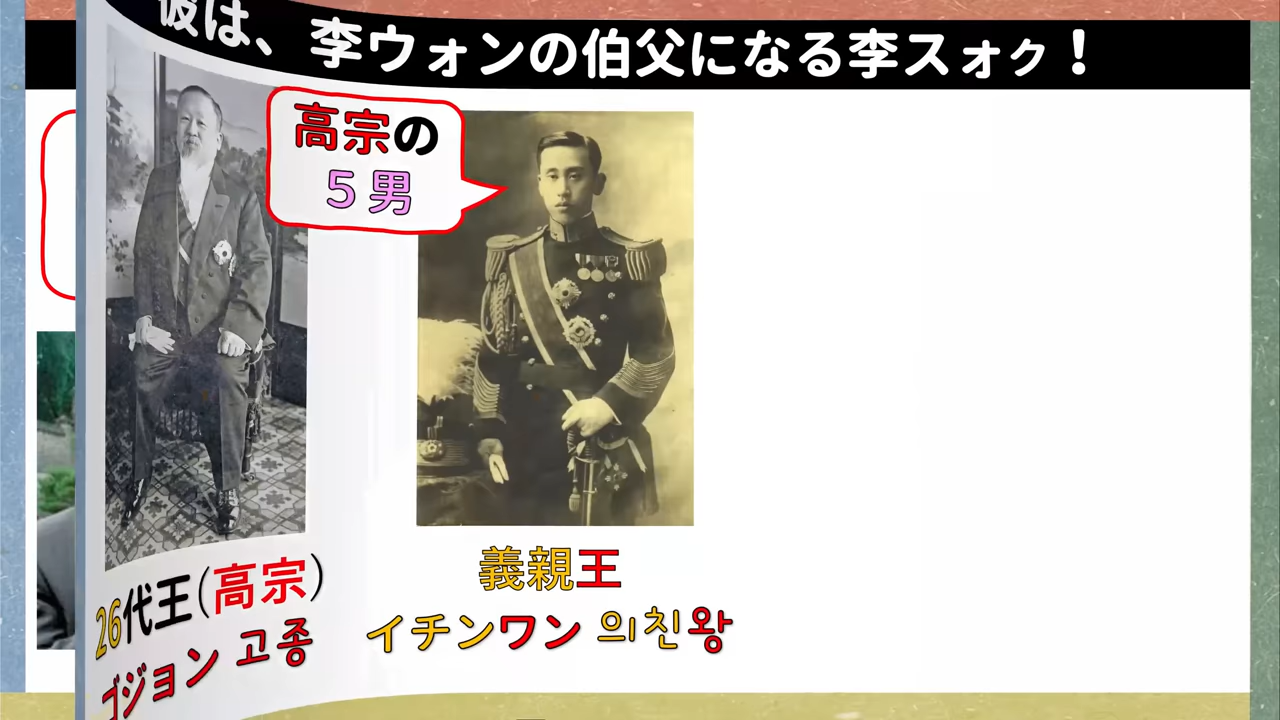 彼は、李ウォンの伯父になる李スォク！
高宗の
５男
26代王(高宗)
ゴジョン 고종
義親王
イチンワン 의친왕